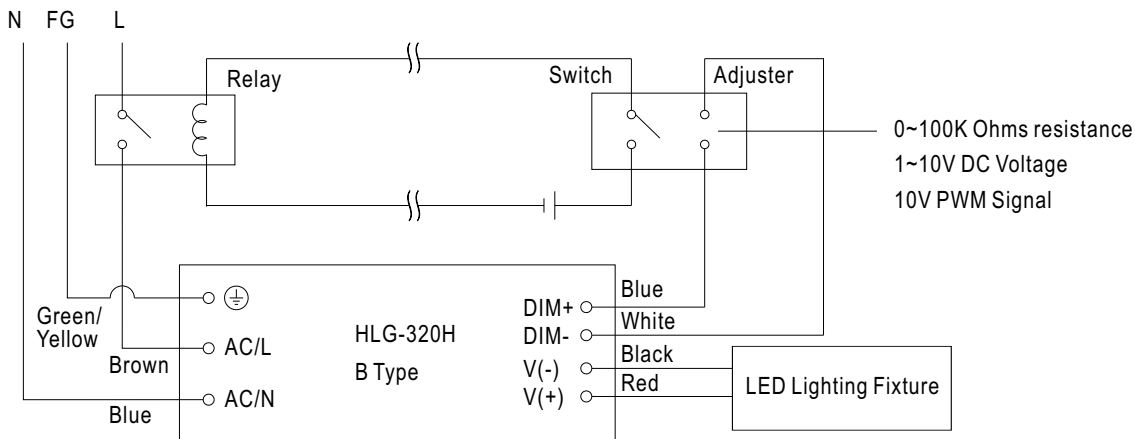 N FG L
Relay
Switch
Adjuster
0~100K Ohms resistance
1~10V DC Voltage
10V PWM Signal
Green/
Yellow
Brown
Blue
AC/L
AC/N
HLG-320H
B Type
DIM+
DIM-
V(-)
V(+)
Blue
White
Black
Red
LED Lighting Fixture